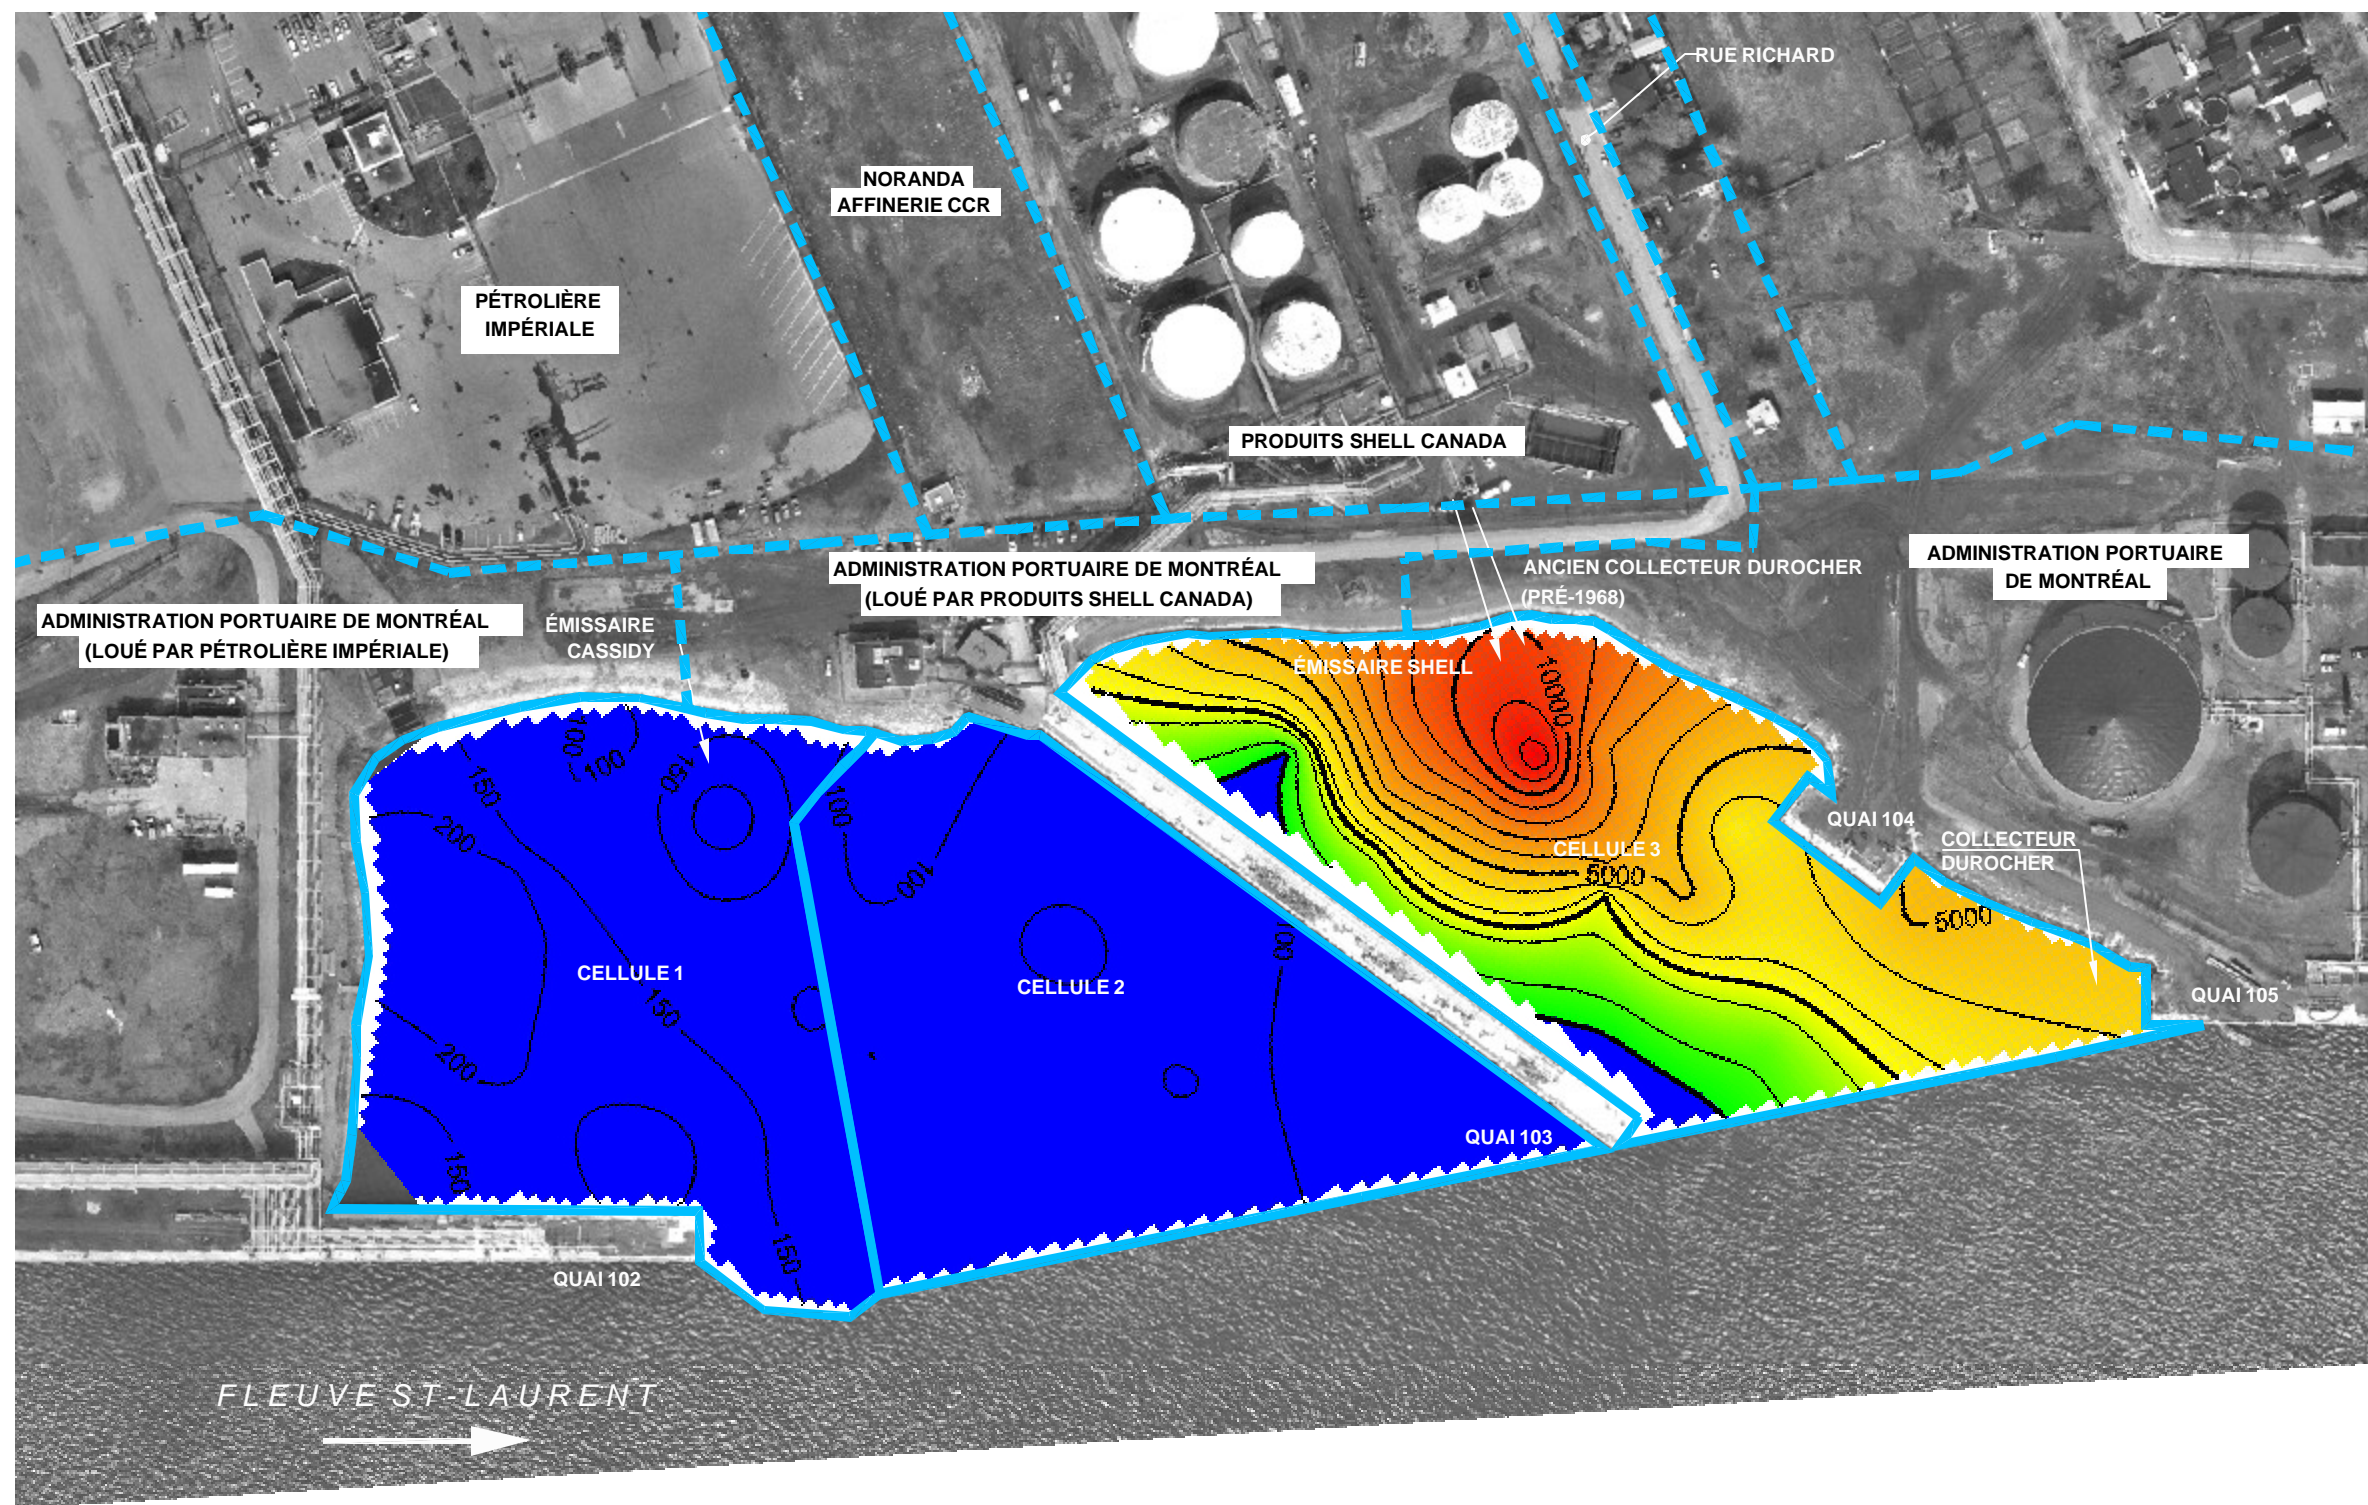 RUE RICHARD
NORANDA
AFFINERIE CCR
PÉTROLIÈRE
IMPÉRIALE
PRODUITS SHELL CANADA
ADMINISTRATION PORTUAIRE
DE MONTRÉAL
ADMINISTRATION PORTUAIRE DE MONTRÉAL
(LOUÉ PAR PRODUITS SHELL CANADA)
ANCIEN COLLECTEUR DUROCHER
(PRÉ-1968)
ADMINISTRATION PORTUAIRE DE MONTRÉAL
(LOUÉ PAR PÉTROLIÈRE IMPÉRIALE)
ÉMISSAIRE
CASSIDY
ÉMISSAIRE SHELL
10000
100
100
150
150
200
100
100
QUAI 104
COLLECTEUR
DUROCHER
CELLULE 3
5000
5000
CELLULE 1
CELLULE 2
100
150
QUAI 105
200
150
QUAI 103
150
QUAI 102
FLEUVE ST-LAURENT